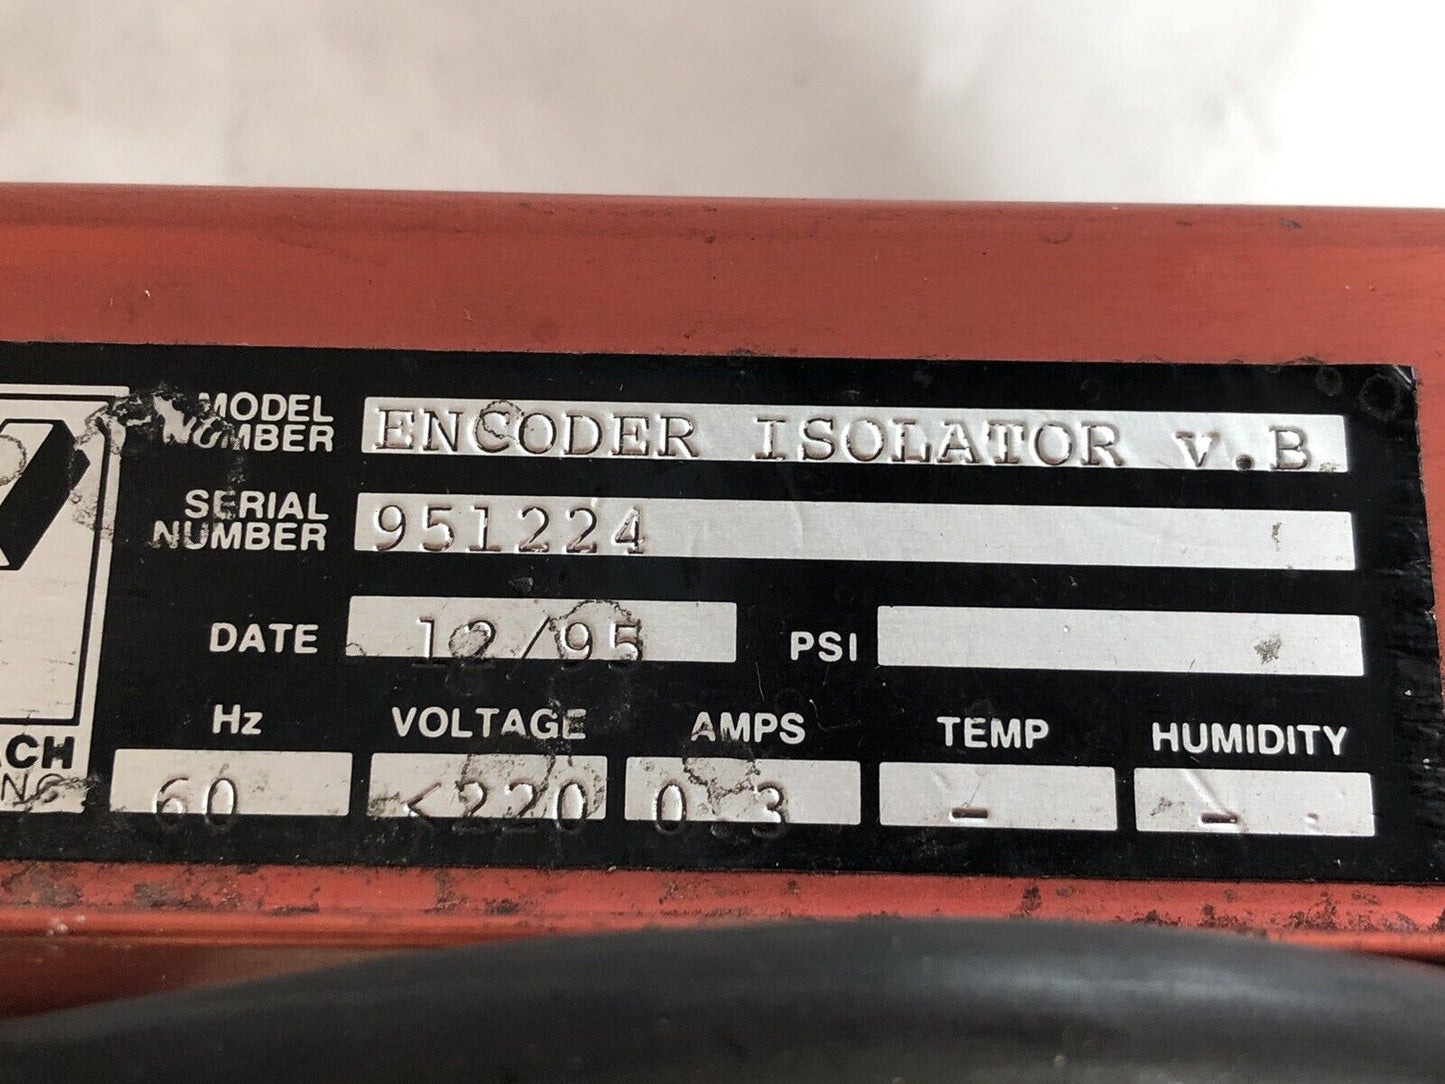 MODEL NUMBER ENCODER ISOLATOR v.B
SERIAL NUMBER 951224
DATE 12/95 PSI
Hz VOLTAGE AMPS TEMP HUMIDITY
60 <220 0.3 - -